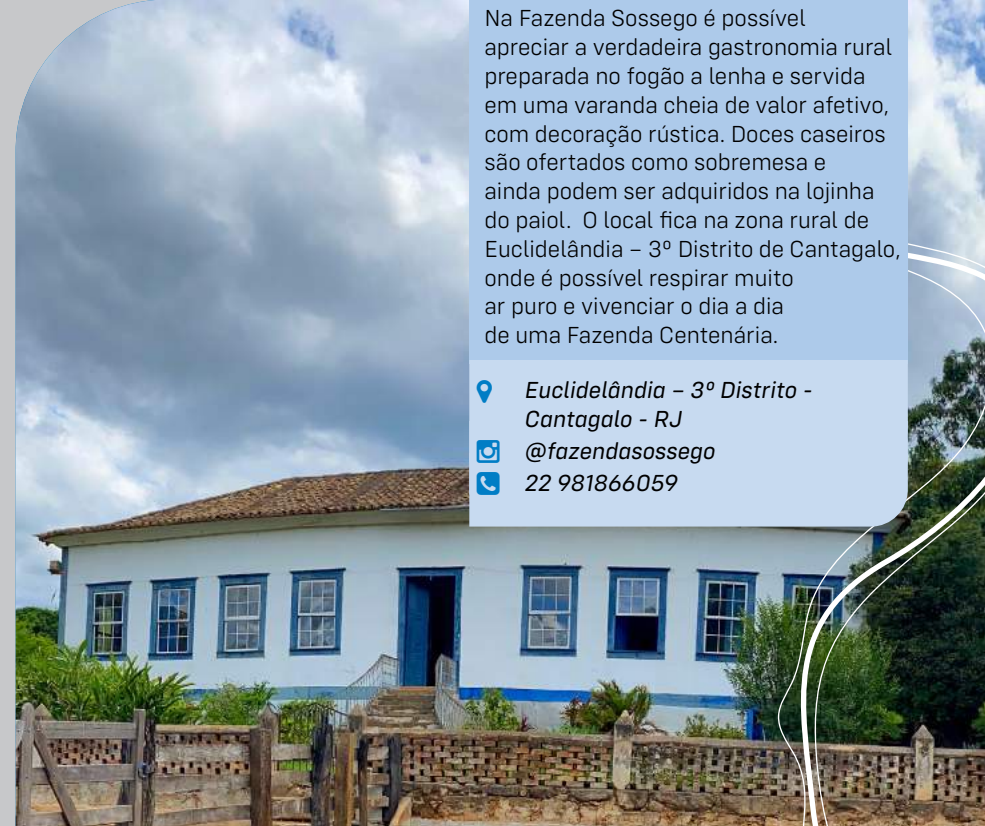 Na Fazenda Sossego é possível
apreciar a verdadeira gastronomia rural
preparada no fogão a lenha e servida
em uma varanda cheia de valor afetivo,
com decoração rústica. Doces caseiros
são ofertados como sobremesa e
ainda podem ser adquiridos na lojinha
do paiol.  O local fica na zona rural de
Euclidelândia – 3º Distrito de Cantagalo,
onde é possível respirar muito
ar puro e vivenciar o dia a dia
de uma Fazenda Centenária.
Euclidelândia – 3º Distrito -
Cantagalo - RJ
@fazendasossego
22 981866059